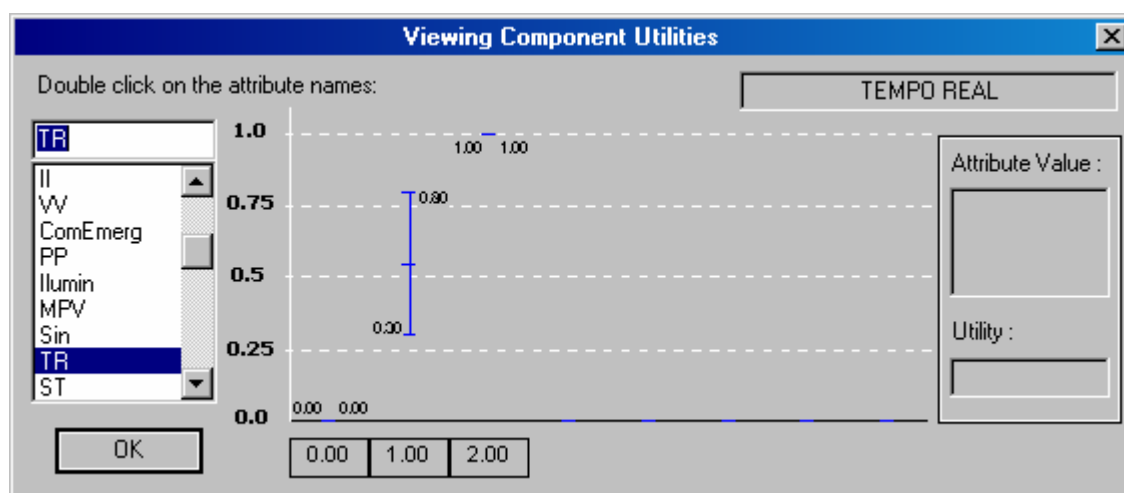 Viewing Component Utilities
Double click on the attribute names:
TEMPO REAL
TR
II
VV
ComEmerg
PP
Ilumin
MPV
Sin
TR
ST
OK
1.0
0.75
0.5
0.25
0.0
1.00 1.00
0.80
0.30
0.00 0.00
0.00 1.00 2.00
Attribute Value :
Utility :